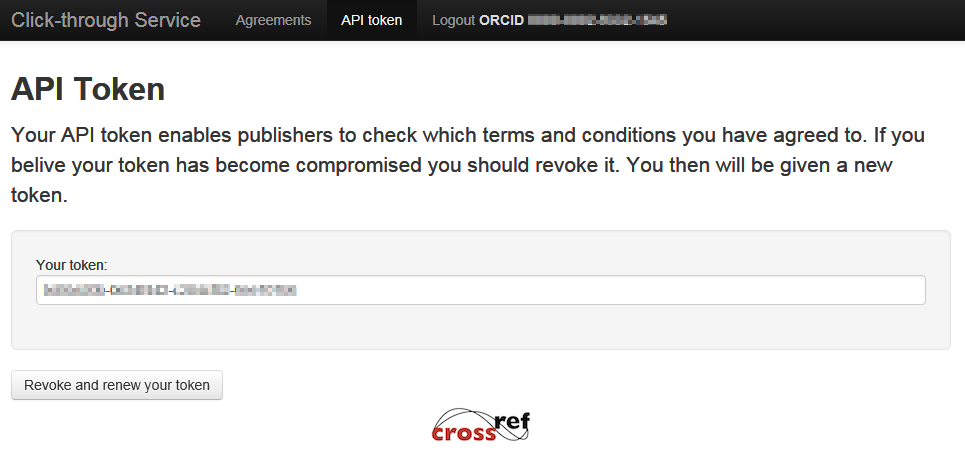 Click-through Service Agreements API token Logout ORCID
API Token
Your API token enables publishers to check which terms and conditions you have agreed to. If you
belive your token has become compromised you should revoke it. You then will be given a new
token.
Your token:
Revoke and renew your token
crossref